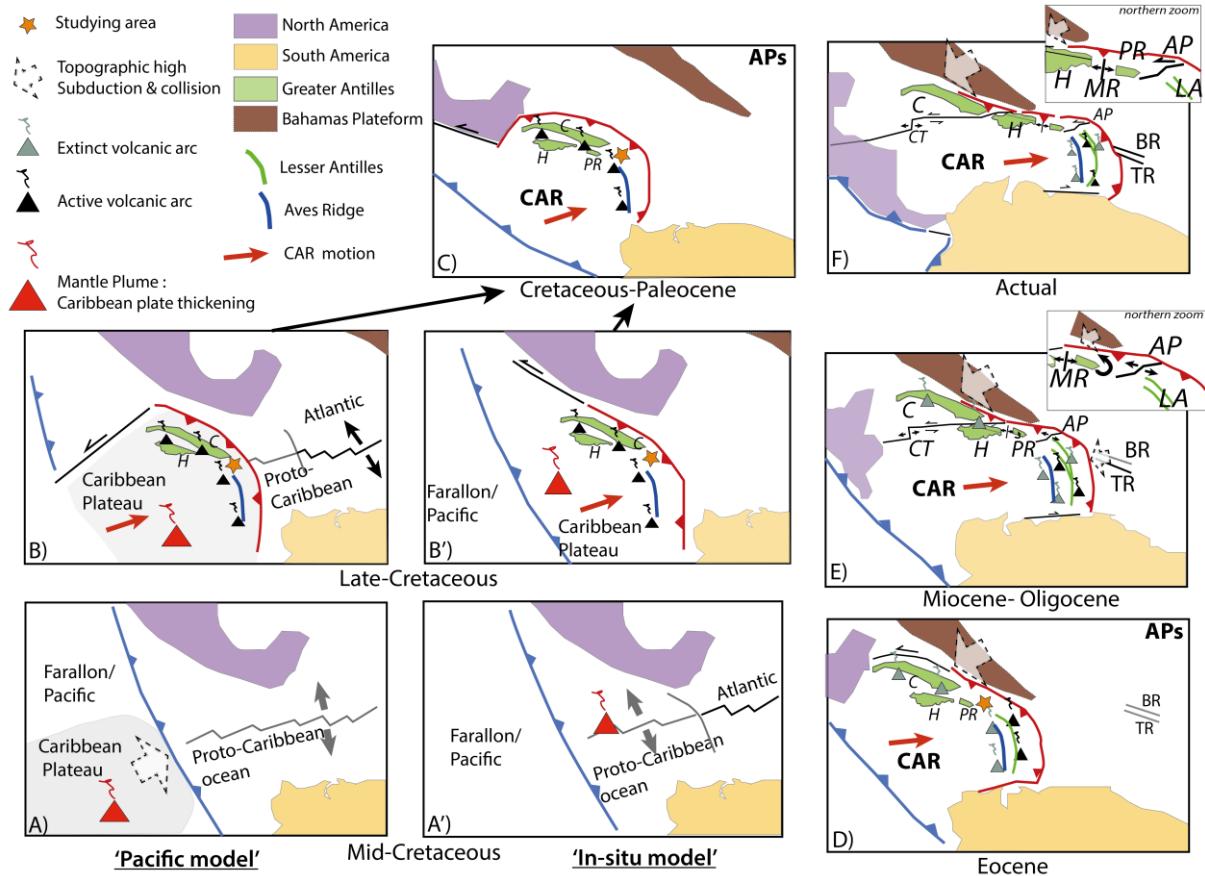 Studying area
Topographic high
Subduction & collision
Extinct volcanic arc
Active volcanic arc
Mantle Plume :
Caribbean plate thickening
North America
South America
Greater Antilles
Bahamas Plateform
Lesser Antilles
Aves Ridge
CAR motion
APs
C
H
PR
CAR
C)
Cretaceous-Paleocene
northern zoom
PR
AP
H
MR
LA
C
CT
H
AP
BR
TR
CAR
F)
Actual
Atlantic
C
H
Proto-
Caribbean
Caribbean
Plateau
B)
C
H
Farallon/
Pacific
Caribbean
Plateau
B')
Late-Cretaceous
northern zoom
AP
MR
LA
C
CT
H
PR
AP
BR
TR
CAR
E)
Miocene- Oligocene
Farallon/
Pacific
Caribbean
Plateau
Proto-Caribbean
ocean
A)
'Pacific model'
Atlantic
Farallon/
Pacific
Proto-Caribbean
ocean
A')
'In-situ model'
Mid-Cretaceous
APs
C
H
PR
BR
TR
CAR
D)
Eocene